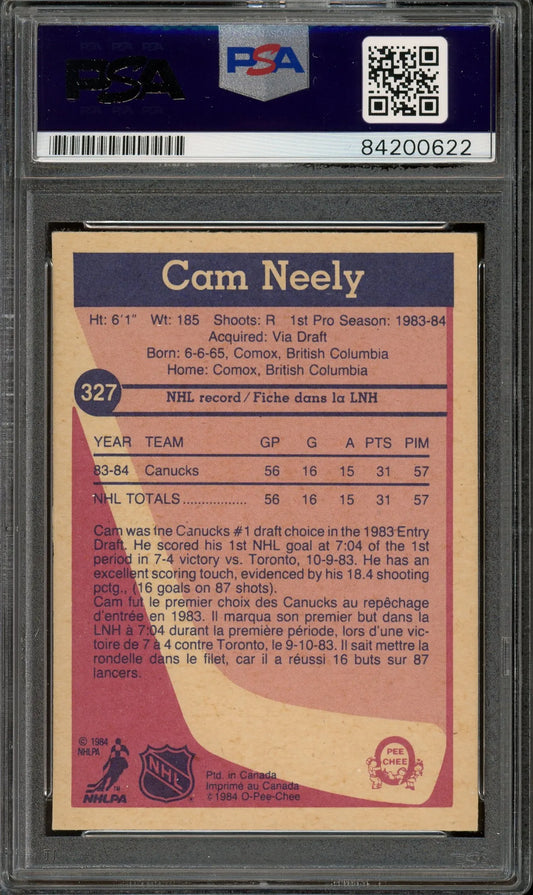 PSA
PSA
84200622
Cam Neely
Ht: 6'1" Wt: 185 Shoots: R 1st Pro Season: 1983-84
Acquired: Via Draft
Born: 6-6-65, Comox, British Columbia
Home: Comox, British Columbia
327
NHL record/Fiche dans la LNH
YEAR TEAM GP G A PTS PIM
83-84 Canucks 56 16 15 31 57
NHL TOTALS................. 56 16 15 31 57
Cam was the Canucks #1 draft choice in the 1983 Entry
Draft. He scored his 1st NHL goal at 7:04 of the 1st
period in 7-4 victory vs. Toronto, 10-9-83. He has an
excellent scoring touch, evidenced by his 18.4 shooting
pctg., (16 goals on 87 shots).
Cam fut le premier choix des Canucks au repêchage
d'entrée en 1983. Il marqua son premier but dans la
LNH à 7:04 durant la première période, lors d'une vic-
toire de 7 à 4 contre Toronto, le 9-10-83. Il sait mettre la
rondelle dans le filet, car il a réussi 16 buts sur 87
lancers.
© 1984
NHLPA
NHLPA
TM
NHL
Ptd. in Canada
Imprimé au Canada
© 1984 O-Pee-Chee
O
PEE
CHEE